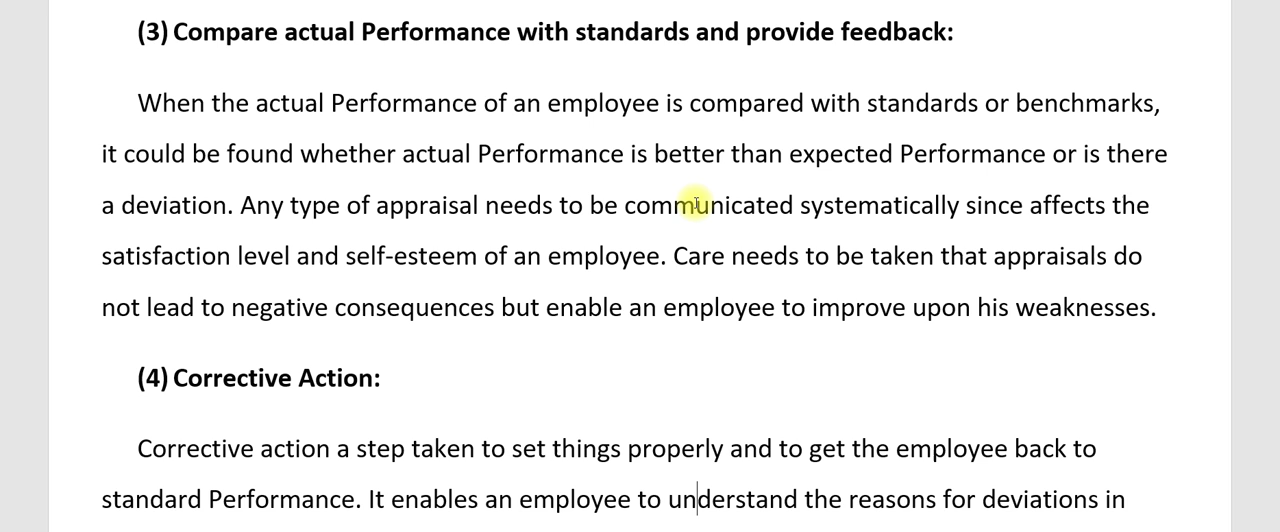 (3) Compare actual Performance with standards and provide feedback:
When the actual Performance of an employee is compared with standards or benchmarks,
it could be found whether actual Performance is better than expected Performance or is there
a deviation. Any type of appraisal needs to be communicated systematically since affects the
satisfaction level and self-esteem of an employee. Care needs to be taken that appraisals do
not lead to negative consequences but enable an employee to improve upon his weaknesses.
(4) Corrective Action:
Corrective action a step taken to set things properly and to get the employee back to
standard Performance. It enables an employee to understand the reasons for deviations in